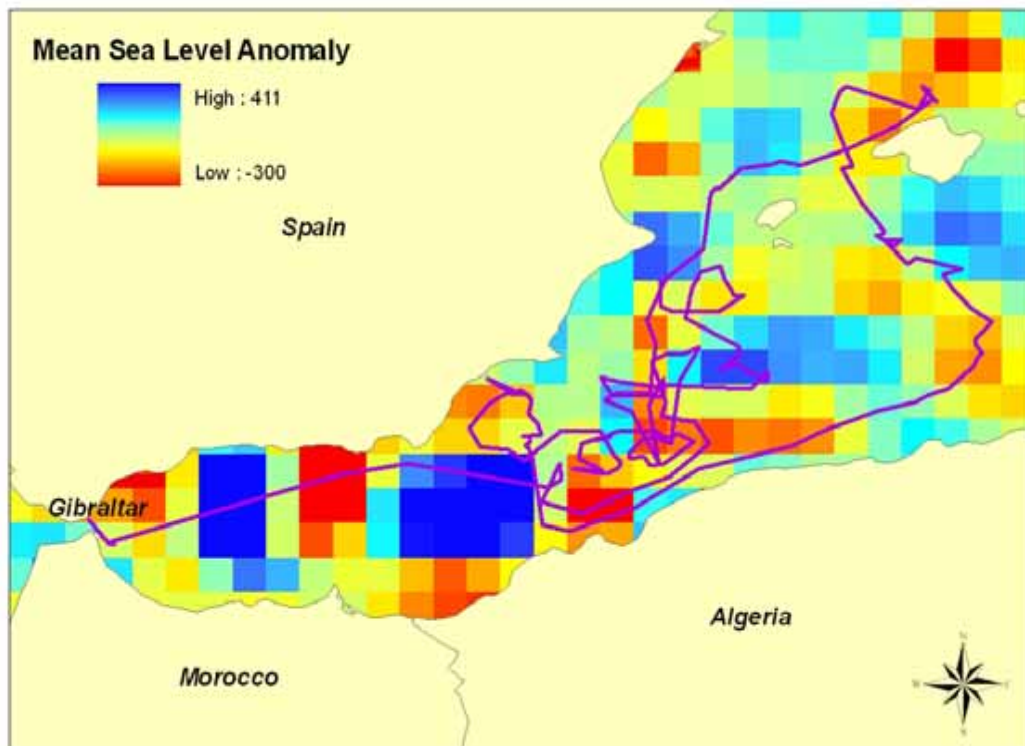 Mean Sea Level Anomaly
High : 411
Low : -300
Spain
Gibraltar
Algeria
Morocco
N
W
S